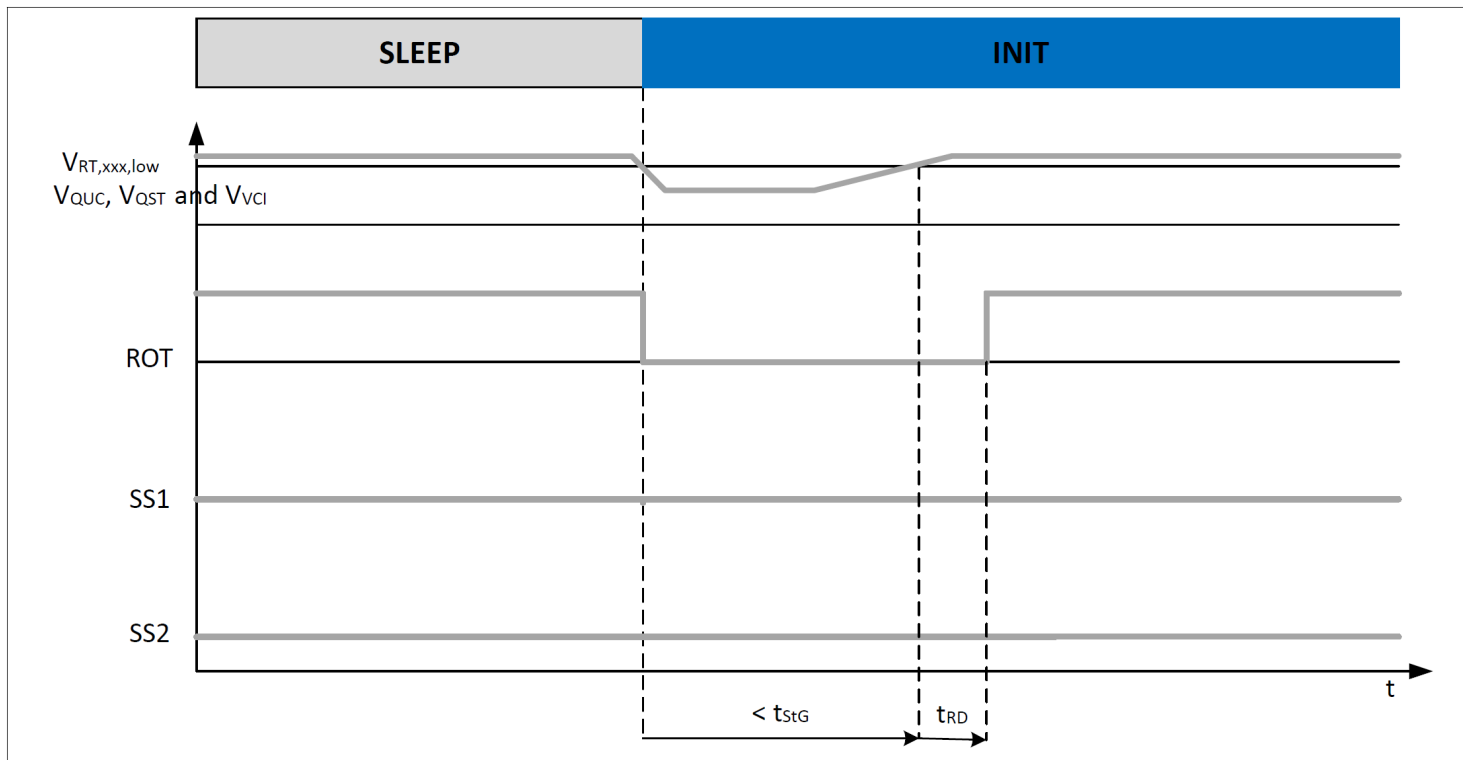 SLEEP INIT
VRT,xxx,low
VQUC, VQST and VVCI
ROT
SS1
SS2
t
< tStG tRD